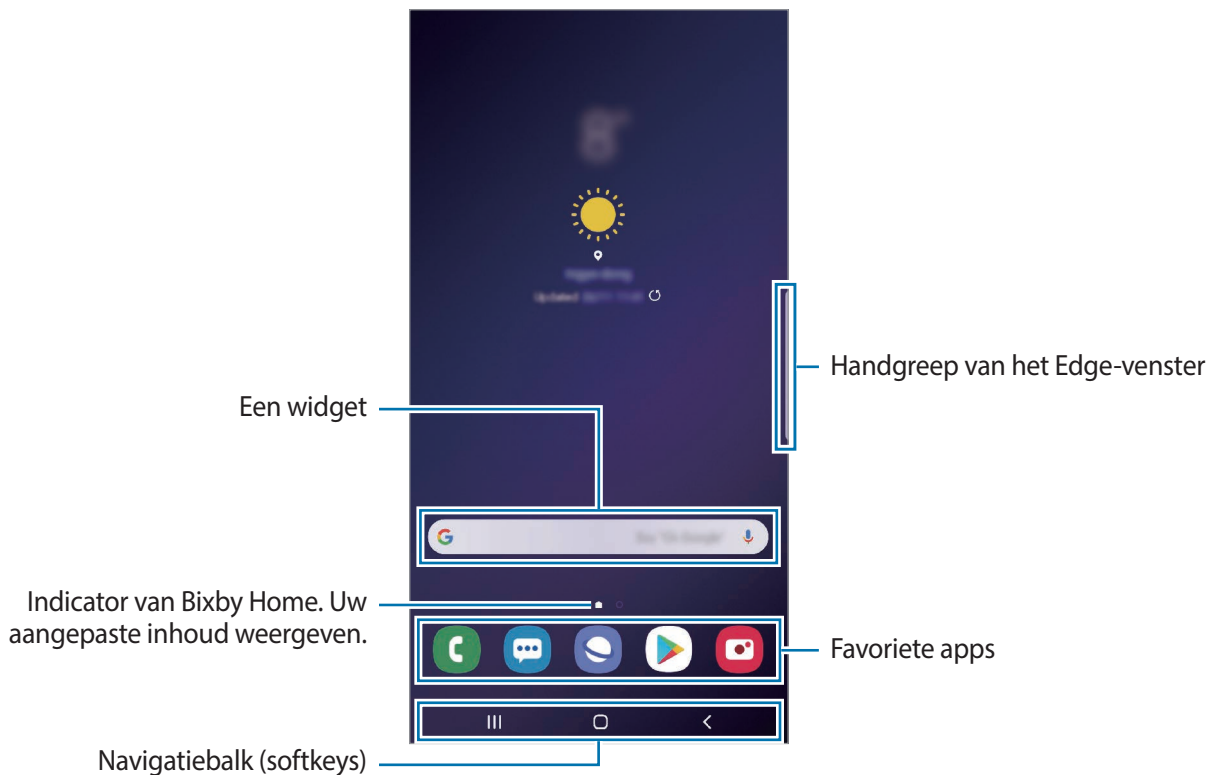 Updated
Handgreep van het Edge-venster
Een widget
G
Indicator van Bixby Home. Uw
aangepaste inhoud weergeven.
Favoriete apps
Navigatiebalk (softkeys)